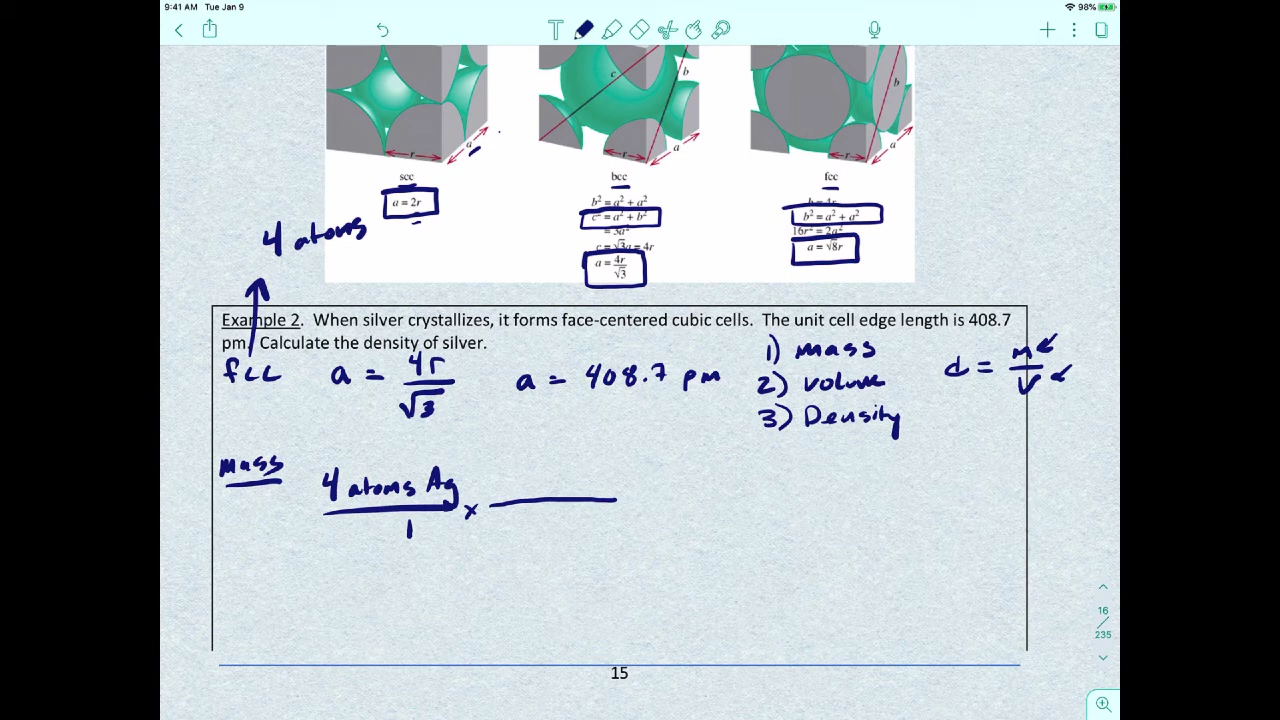 9:41 AM Tue Jan 9
98%
c
b
b
r
a
r
a
r
a
scc
bcc
fcc
a = 2r
b² = a² + a²
c² = a² + b²
= 3a²
c = √3a = 4r
a = 4r/√3
b = 4r
b² = a² + a²
16r² = 2a²
a = √8r
4 atoms
Example 2. When silver crystallizes, it forms face-centered cubic cells. The unit cell edge length is 408.7
pm. Calculate the density of silver.
fcc a = 4r/√3 a = 408.7 pm
1) mass
2) volume
3) Density
d = m/V
mass
4 atoms Ag
1
x
15
16
/
235